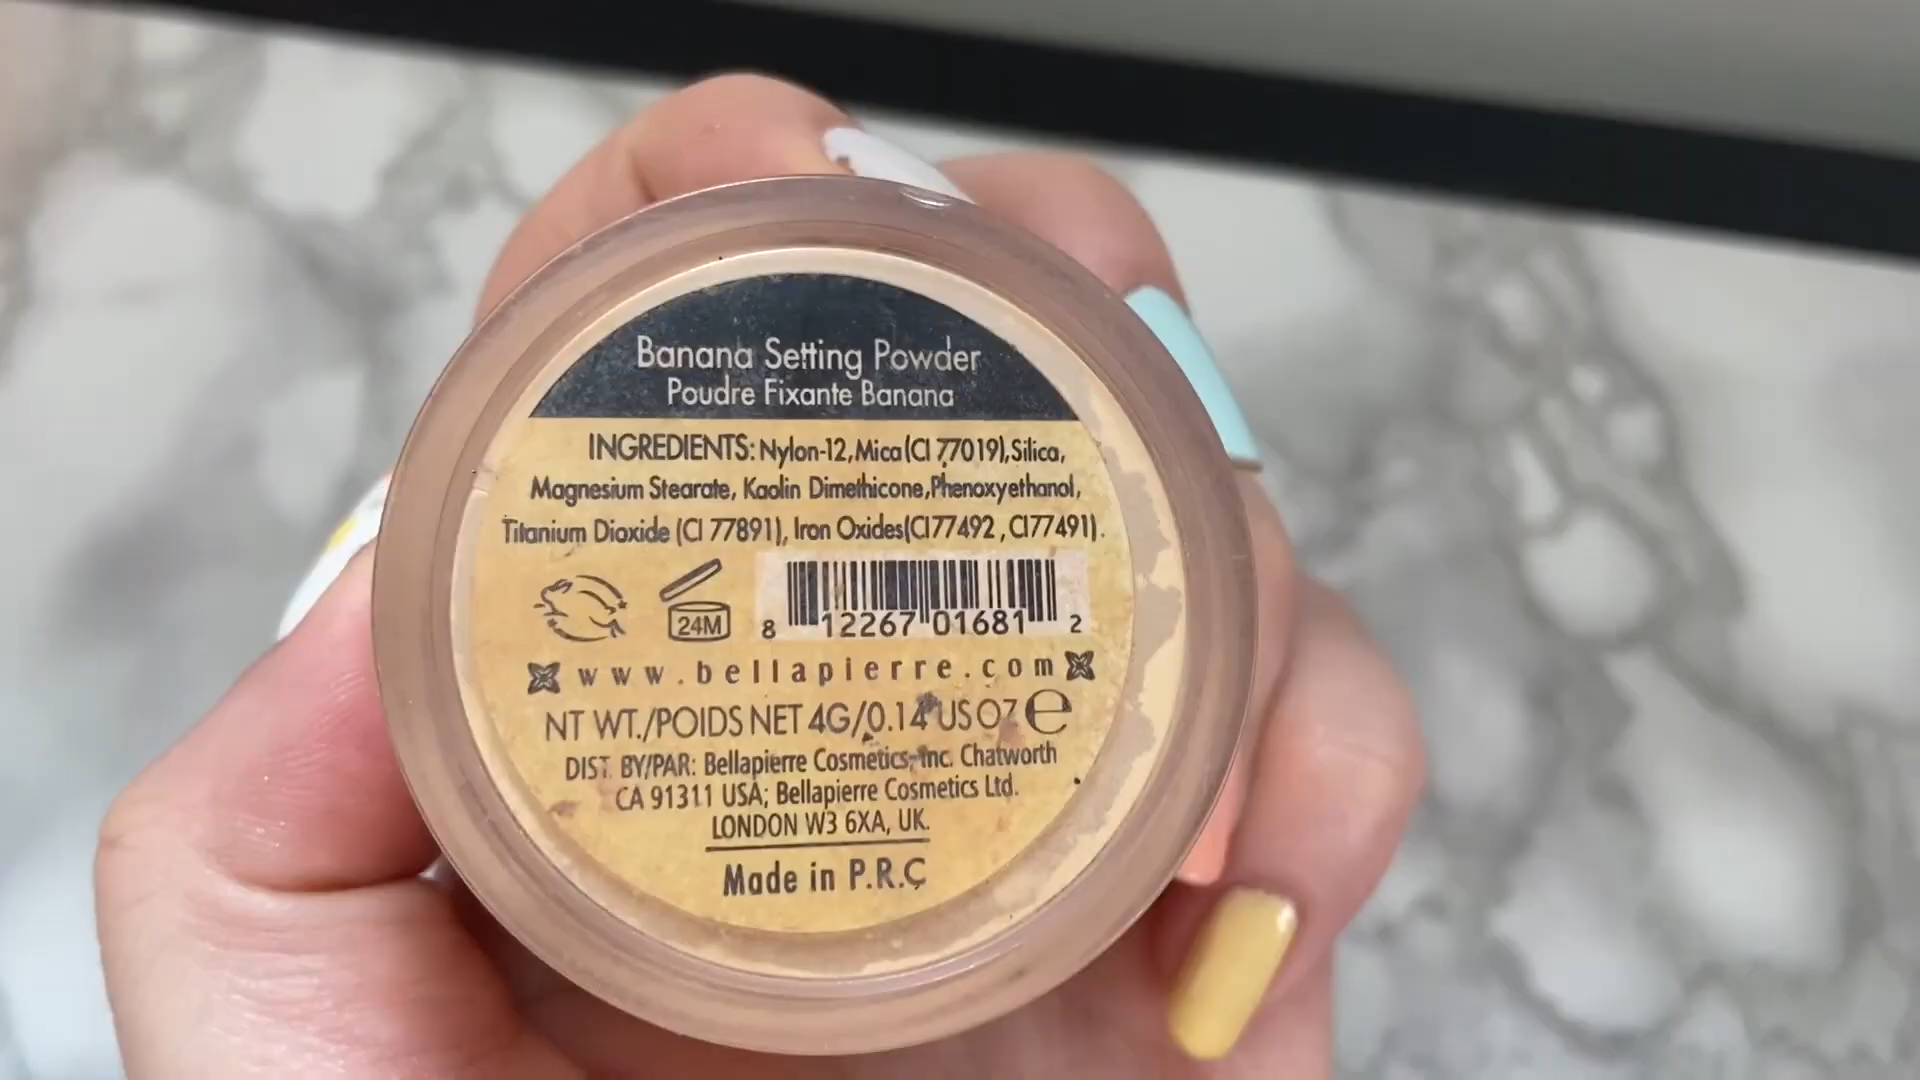 Banana Setting Powder
Poudre Fixante Banana
INGREDIENTS: Nylon-12, Mica (CI 77019), Silica,
Magnesium Stearate, Kaolin Dimethicone, Phenoxyethanol,
Titanium Dioxide (CI 77891), Iron Oxides(CI77492, CI77491).
24M
8 12267 01681 2
www.bellapierre.com
NT WT./POIDS NET 4G/0.14 US OZ e
DIST. BY/PAR: Bellapierre Cosmetics, Inc. Chatworth
CA 91311 USA; Bellapierre Cosmetics Ltd.
LONDON W3 6XA, UK.
Made in P.R.C